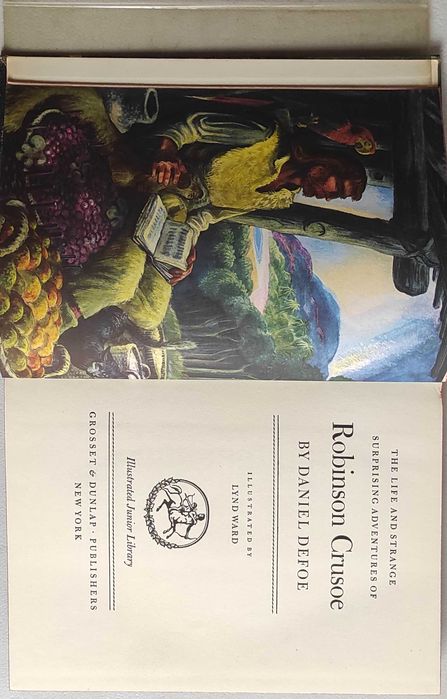 THE LIFE AND STRANGE
SURPRISING ADVENTURES OF
Robinson Crusoe
BY DANIEL DEFOE
ILLUSTRATED BY
LYND WARD
Illustrated Junior Library
GROSSET & DUNLAP · PUBLISHERS
NEW YORK